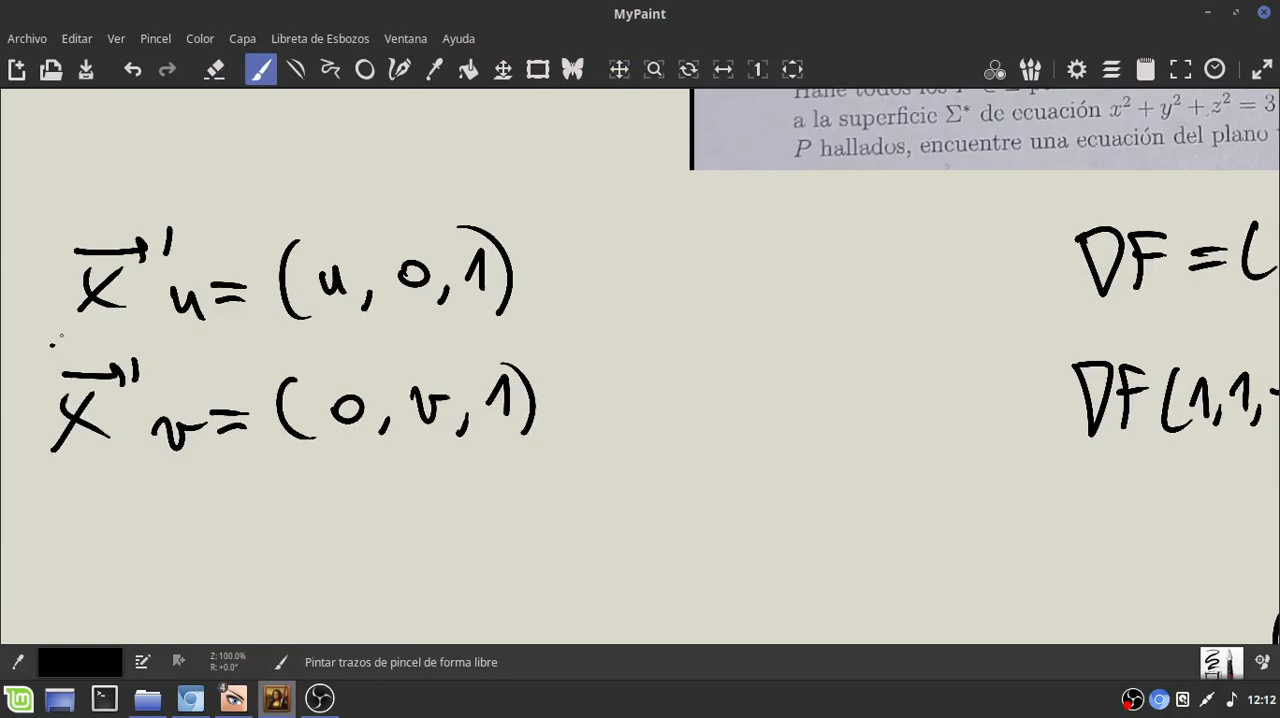 MyPaint
Archivo Editar Ver Pincel Color Capa Libreta de Esbozos Ventana Ayuda
a la superficie Σ* de ecuación x² + y² + z² = 3
P hallados, encuentre una ecuación del plano
X⃗'u = (u, 0, 1)
X⃗'v = (0, v, 1)
∇F = (
∇F(1,1,-
Z: 100.0%
R: +0.0°
Pintar trazos de pincel de forma libre
4
12:12